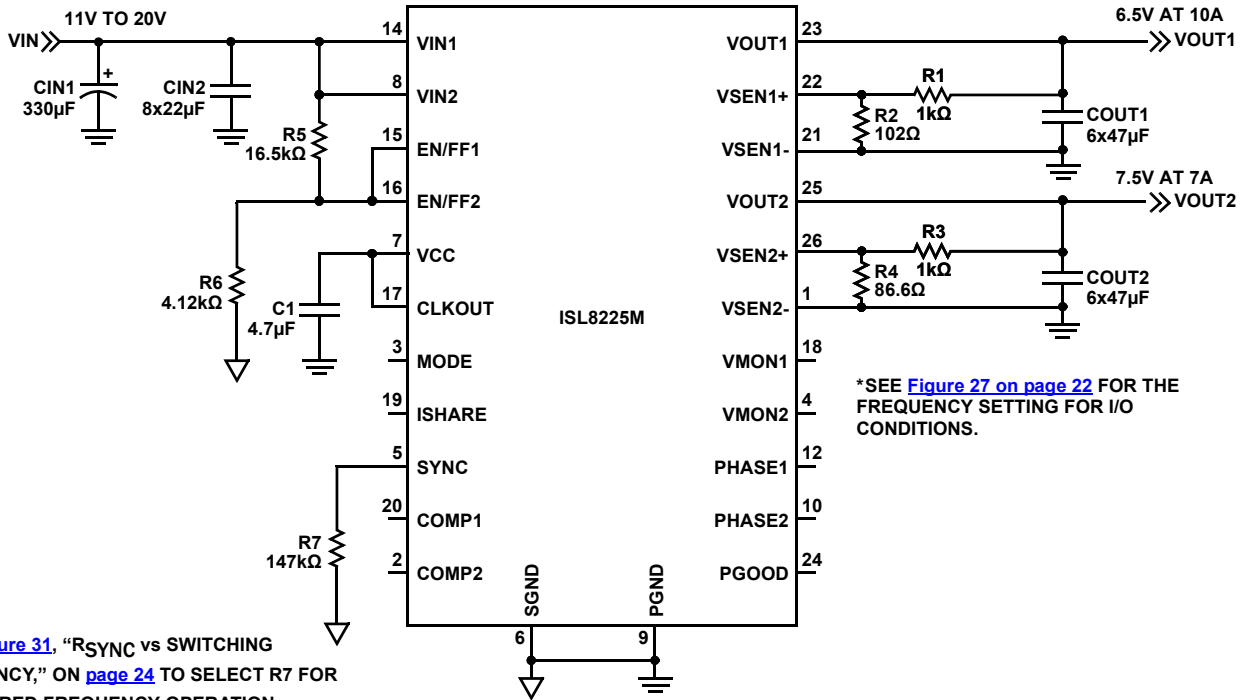 11V TO 20V
VIN
CIN1
330µF
+
CIN2
8x22µF
R5
16.5kΩ
R6
4.12kΩ
C1
4.7µF
R7
147kΩ
14
VIN1
8
VIN2
15
EN/FF1
16
EN/FF2
7
VCC
17
CLKOUT
3
MODE
19
ISHARE
5
SYNC
20
COMP1
2
COMP2
ISL8225M
SGND
6
PGND
9
VOUT1
23
VSEN1+
22
VSEN1-
21
VOUT2
25
VSEN2+
26
VSEN2-
1
VMON1
18
VMON2
4
PHASE1
12
PHASE2
10
PGOOD
24
6.5V AT 10A
VOUT1
R1
1kΩ
R2
102Ω
COUT1
6x47µF
7.5V AT 7A
VOUT2
R3
1kΩ
R4
86.6Ω
COUT2
6x47µF
*SEE Figure 27 on page 22 FOR THE
FREQUENCY SETTING FOR I/O
CONDITIONS.
ure 31, “RSYNC vs SWITCHING
NCY,” ON page 24 TO SELECT R7 FOR
FREQUENCY OPERATION